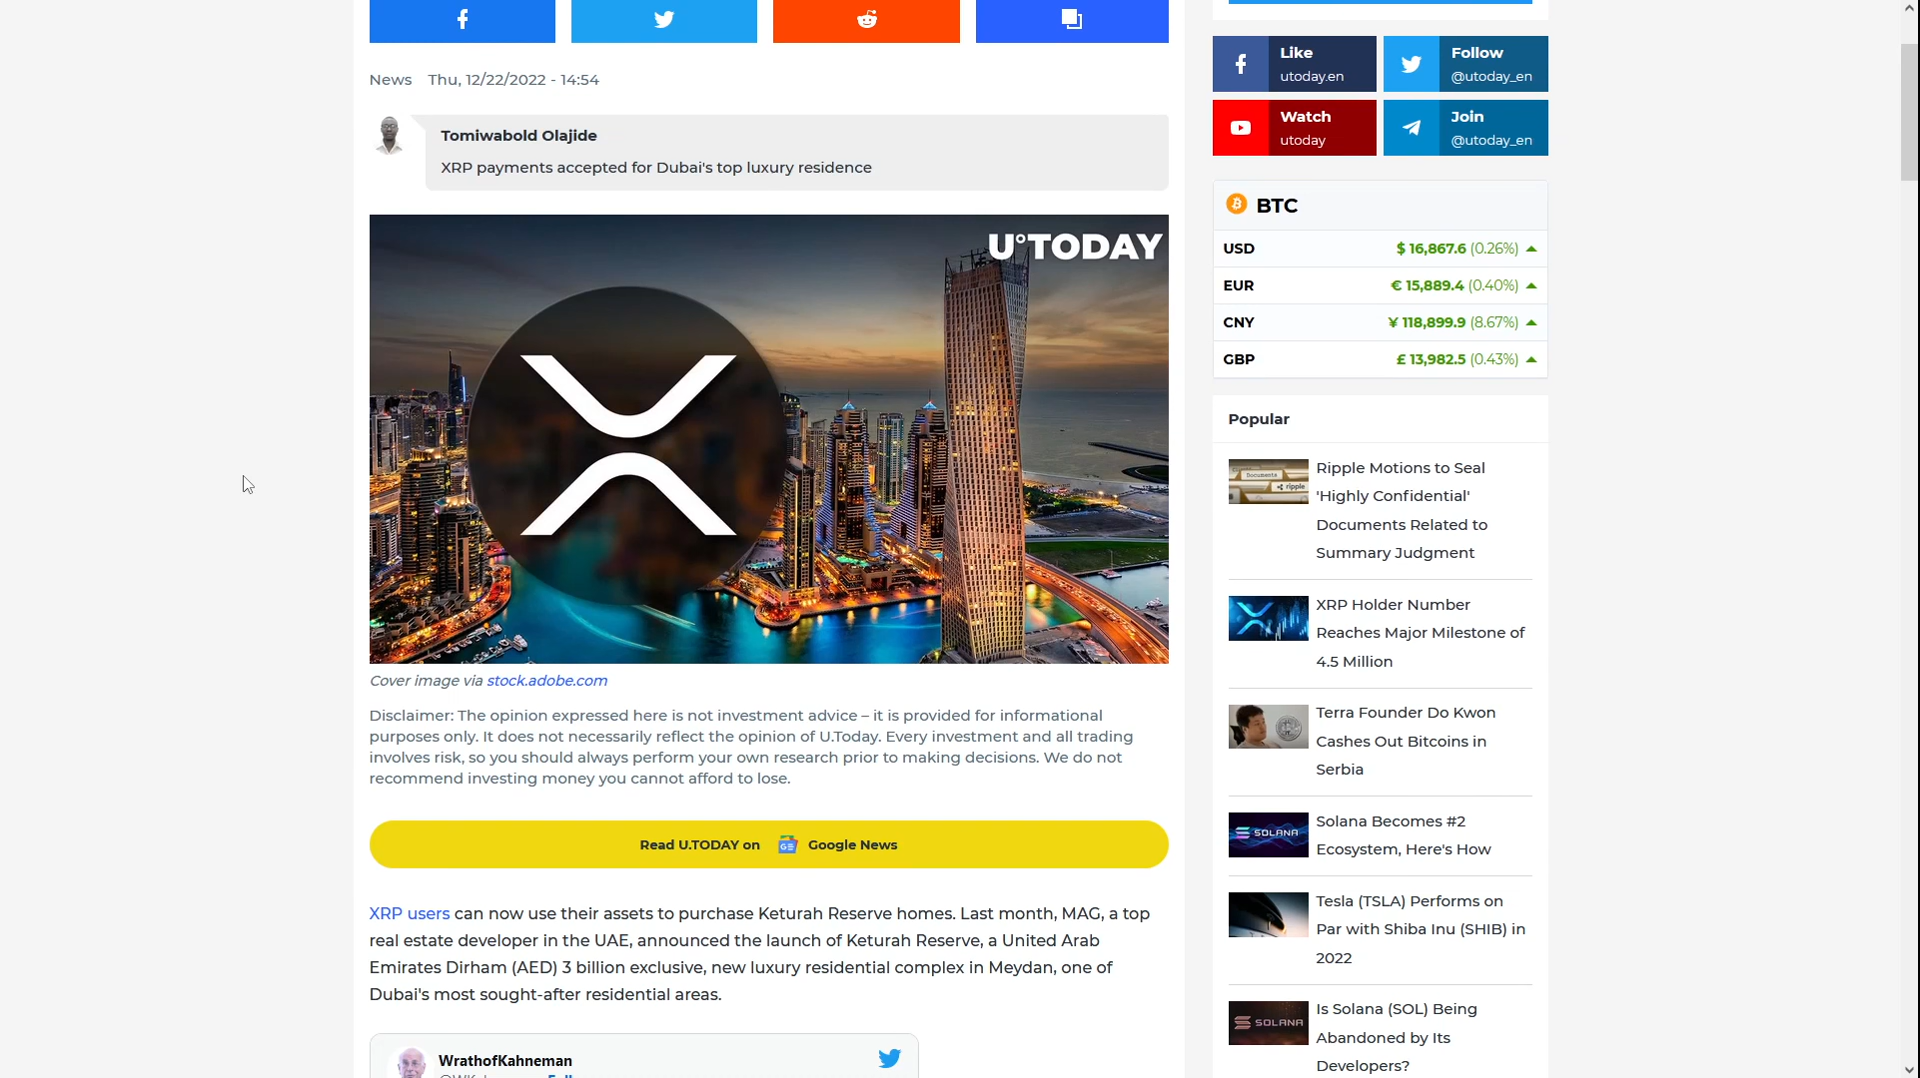 News Thu, 12/22/2022 - 14:54
Tomiwabold Olajide
XRP payments accepted for Dubai's top luxury residence
U°TODAY
Cover image via stock.adobe.com
Disclaimer: The opinion expressed here is not investment advice – it is provided for informational
purposes only. It does not necessarily reflect the opinion of U.Today. Every investment and all trading
involves risk, so you should always perform your own research prior to making decisions. We do not
recommend investing money you cannot afford to lose.
Read U.TODAY on GE Google News
XRP users can now use their assets to purchase Keturah Reserve homes. Last month, MAG, a top
real estate developer in the UAE, announced the launch of Keturah Reserve, a United Arab
Emirates Dirham (AED) 3 billion exclusive, new luxury residential complex in Meydan, one of
Dubai's most sought-after residential areas.
WrathofKahneman
Like
utoday.en
Follow
@utoday_en
Watch
utoday
Join
@utoday_en
BTC
USD $ 16,867.6 (0.26%)
EUR € 15,889.4 (0.40%)
CNY ¥ 118,899.9 (8.67%)
GBP £ 13,982.5 (0.43%)
Popular
Documents
ripple
Ripple Motions to Seal
'Highly Confidential'
Documents Related to
Summary Judgment
XRP Holder Number
Reaches Major Milestone of
4.5 Million
Terra Founder Do Kwon
Cashes Out Bitcoins in
Serbia
SOLANA
Solana Becomes #2
Ecosystem, Here's How
Tesla (TSLA) Performs on
Par with Shiba Inu (SHIB) in
2022
SOLANA
Is Solana (SOL) Being
Abandoned by Its
Developers?